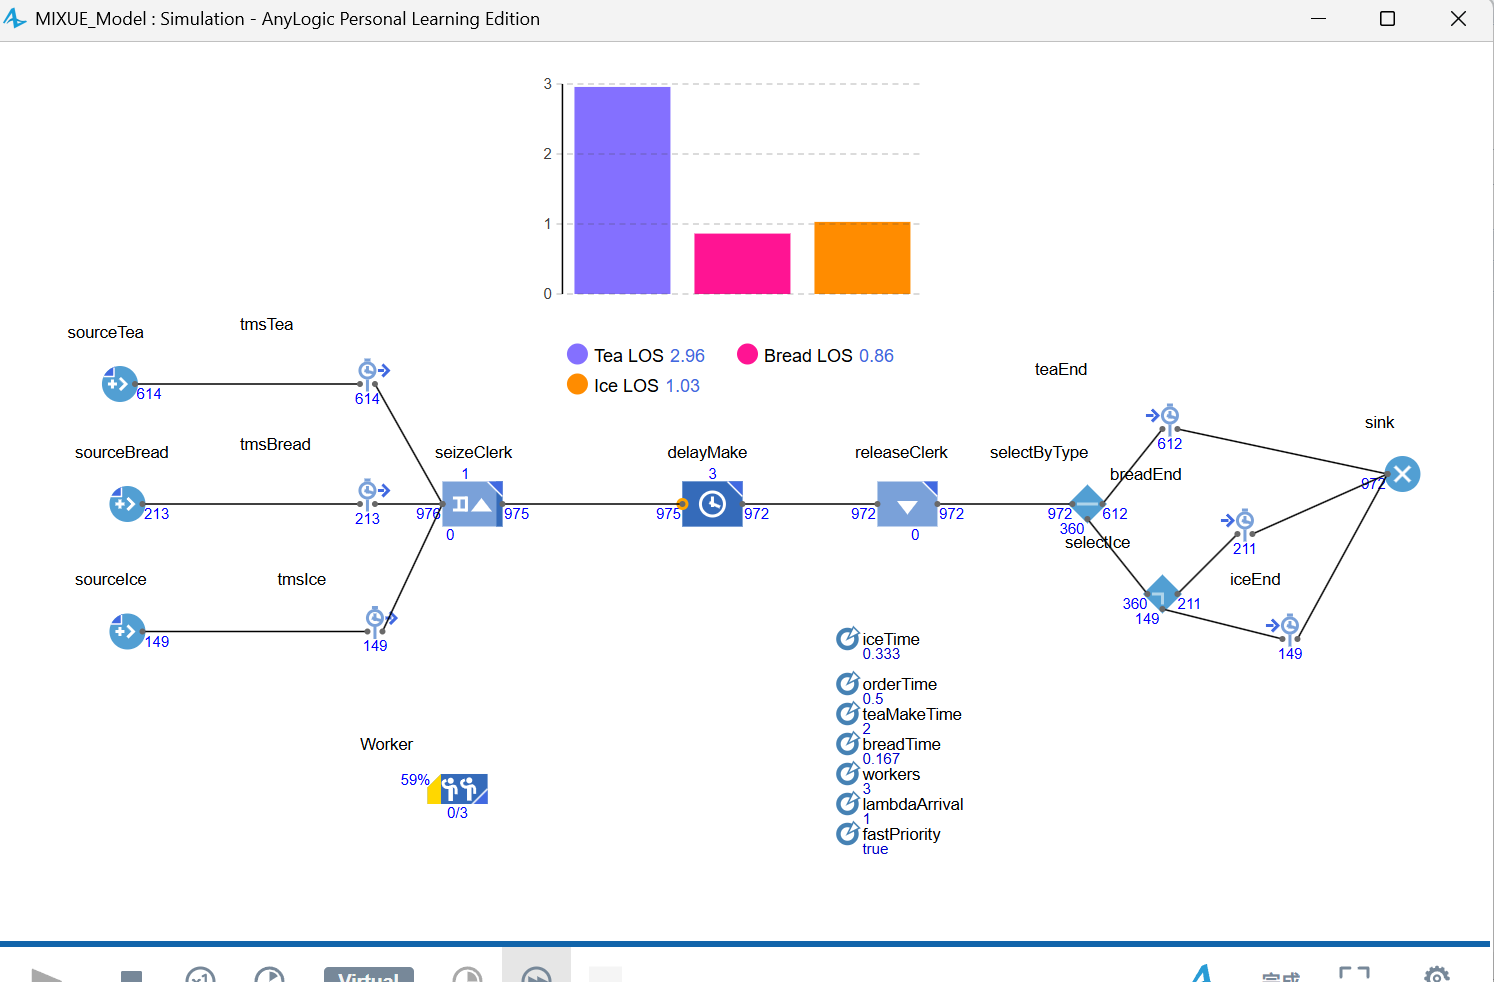 MIXUE_Model : Simulation - AnyLogic Personal Learning Edition
3
2
1
0
Tea LOS 2.96
Bread LOS 0.86
Ice LOS 1.03
sourceTea
614
tmsTea
614
sourceBread
213
tmsBread
213
sourceIce
149
tmsIce
149
seizeClerk
1
976
975
0
delayMake
3
975
972
releaseClerk
972
972
0
selectByType
972
612
360
selectIce
360
211
149
teaEnd
612
breadEnd
211
iceEnd
149
sink
972
Worker
59%
0/3
iceTime
0.333
orderTime
0.5
teaMakeTime
2
breadTime
0.167
workers
3
lambdaArrival
1
fastPriority
true
x1
Virtual
完成